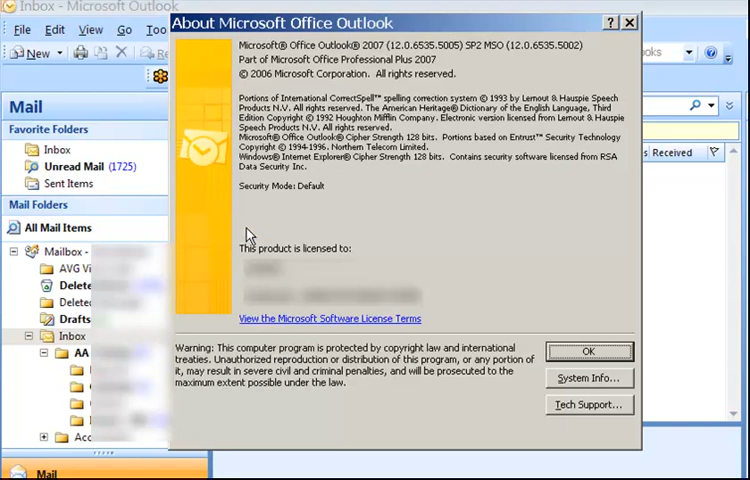 Inbox - Microsoft Outlook
File Edit View Go Too
New Re
Mail
Favorite Folders
Inbox
Unread Mail (1725)
Sent Items
Mail Folders
All Mail Items
Mailbox -
AVG Vi
Delete
Deletec
Drafts
Inbox
AA
Acc
Mail
About Microsoft Office Outlook
Microsoft® Office Outlook® 2007 (12.0.6535.5005) SP2 MSO (12.0.6535.5002)
Part of Microsoft Office Professional Plus 2007
© 2006 Microsoft Corporation. All rights reserved.
Portions of International CorrectSpell™ spelling correction system © 1993 by Lernout & Hauspie Speech
Products N.V. All rights reserved. The American Heritage® Dictionary of the English Language, Third
Edition Copyright © 1992 Houghton Mifflin Company. Electronic version licensed from Lernout & Hauspie
Speech Products N.V. All rights reserved.
Microsoft® Office Outlook® Cipher Strength 128 bits. Portions based on Entrust™ Security Technology
Copyright © 1994-1996. Northern Telecom Limited.
Windows® Internet Explorer® Cipher Strength 128 bits. Contains security software licensed from RSA
Data Security Inc.
Security Mode: Default
This product is licensed to:
View the Microsoft Software License Terms
Warning: This computer program is protected by copyright law and international
treaties. Unauthorized reproduction or distribution of this program, or any portion of
it, may result in severe civil and criminal penalties, and will be prosecuted to the
maximum extent possible under the law.
OK
System Info...
Tech Support...
ooks
s Received